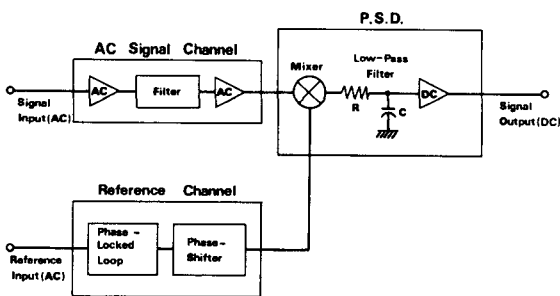 P.S.D.
AC Signal Channel
Mixer
Low-Pass
Filter
AC
Filter
AC
R
C
DC
Signal
Input(AC)
Signal
Output(DC)
Reference Channel
Phase-
Locked
Loop
Phase-
Shifter
Reference
Input(AC)